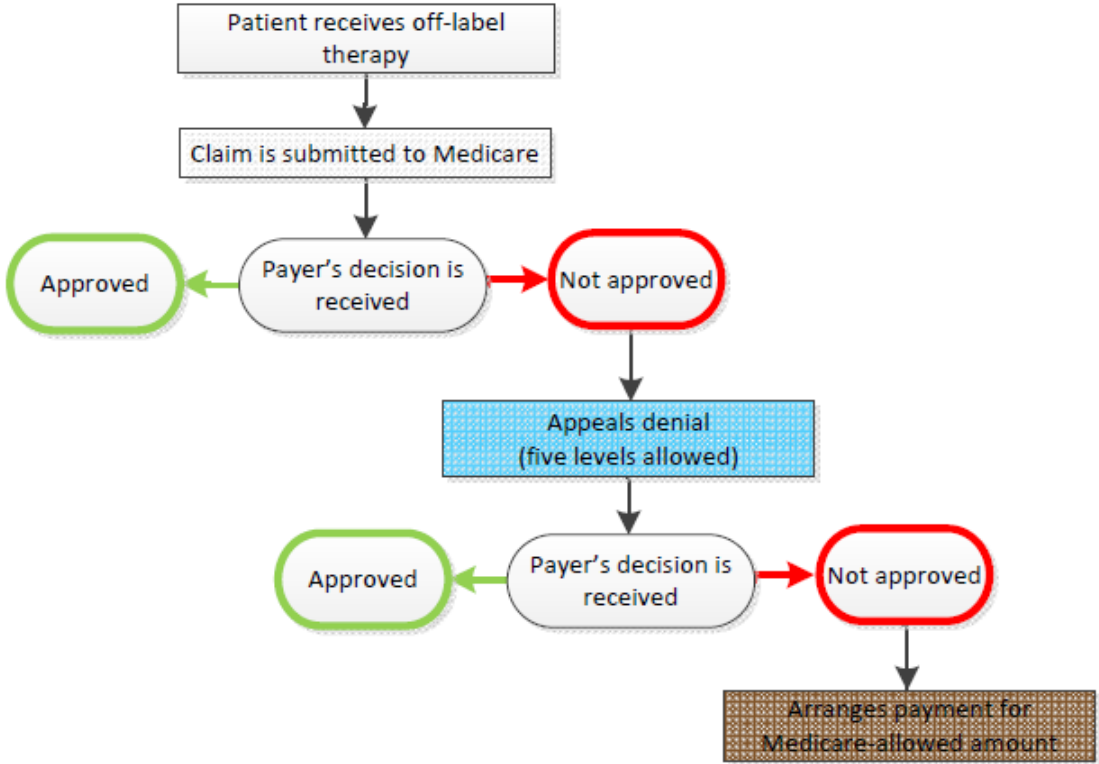 Patient receives off-label
therapy
Claim is submitted to Medicare
Approved
Payer’s decision is
received
Not approved
Appeals denial
(five levels allowed)
Approved
Payer’s decision is
received
Not approved
Arranges payment for
Medicare-allowed amount